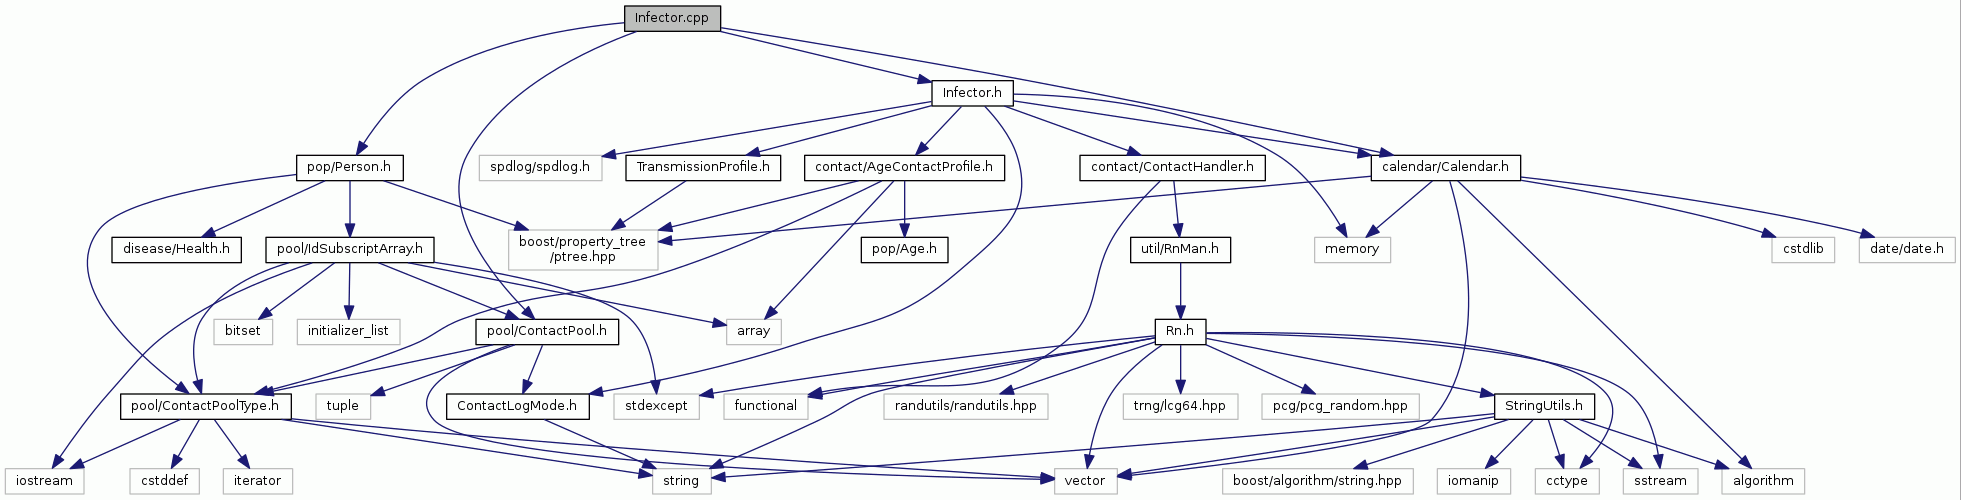 Infector.cpp
Infector.h
pop/Person.h
spdlog/spdlog.h
TransmissionProfile.h
contact/AgeContactProfile.h
contact/ContactHandler.h
calendar/Calendar.h
disease/Health.h
pool/IdSubscriptArray.h
boost/property_tree
/ptree.hpp
pop/Age.h
util/RnMan.h
memory
cstdlib
date/date.h
bitset
initializer_list
pool/ContactPool.h
array
Rn.h
pool/ContactPoolType.h
tuple
ContactLogMode.h
stdexcept
functional
randutils/randutils.hpp
trng/lcg64.hpp
pcg/pcg_random.hpp
StringUtils.h
iostream
cstddef
iterator
string
vector
boost/algorithm/string.hpp
iomanip
cctype
sstream
algorithm